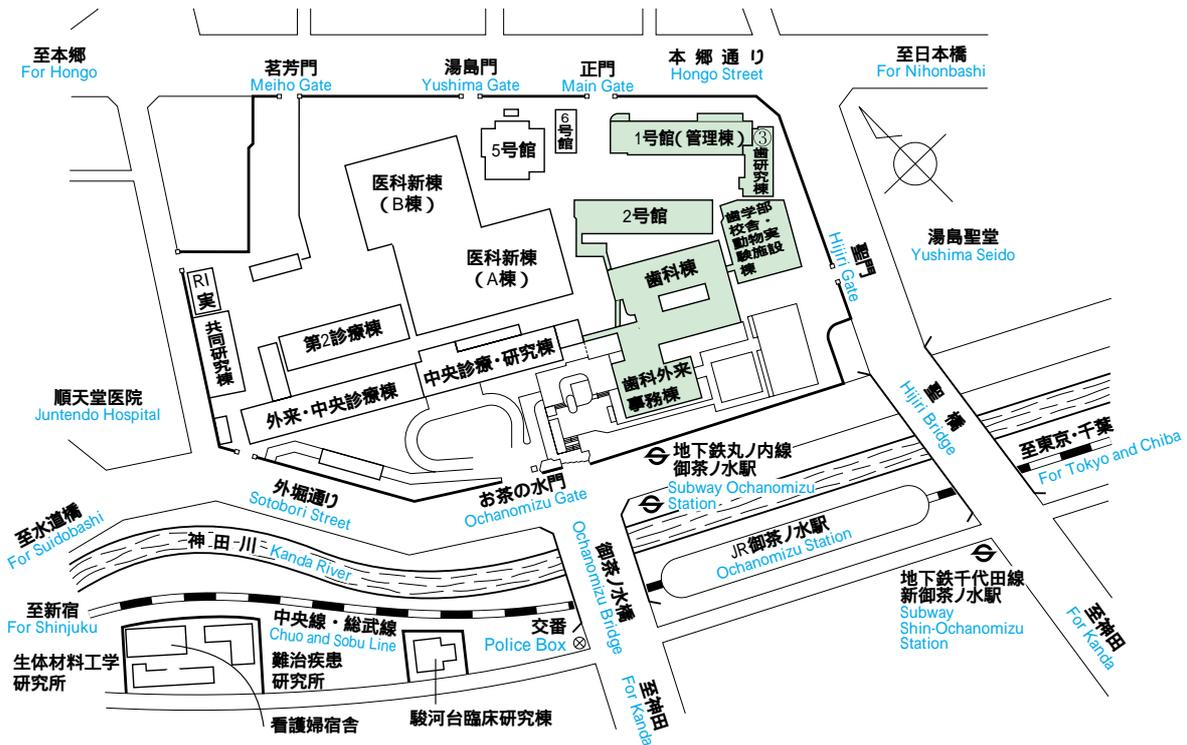 至本郷
For Hongo
茗芳門
Meiho Gate
湯島門
Yushima Gate
正門
Main Gate
本郷通り
Hongo Street
至日本橋
For Nihonbashi
6号館
5号館
1号館(管理棟)
③歯研究棟
医科新棟
(B棟)
2号館
歯学部
校舎・
動物実
験施設
棟
湯島聖堂
Yushima Seido
聖門
Hijiri Gate
医科新棟
(A棟)
歯科棟
RI
実
共同研究棟
第2診療棟
中央診療・研究棟
歯科外来
事務棟
外来・中央診療棟
順天堂医院
Juntendo Hospital
聖橋
Hijiri Bridge
至東京・千葉
For Tokyo and Chiba
地下鉄丸ノ内線
御茶ノ水駅
Subway Ochanomizu
Station
外堀通り
Sotobori Street
お茶の水門
Ochanomizu Gate
至水道橋
For Suidobashi
神田川 Kanda River
御茶ノ水橋
Ochanomizu Bridge
JR御茶ノ水駅
Ochanomizu Station
地下鉄千代田線
新御茶ノ水駅
Subway
Shin-Ochanomizu
Station
至新宿
For Shinjuku
中央線・総武線
Chuo and Sobu Line
交番
Police Box
至神田
For Kanda
生体材料工学
研究所
難治疾患
研究所
看護婦宿舎
駿河台臨床研究棟
至神田
For Kanda